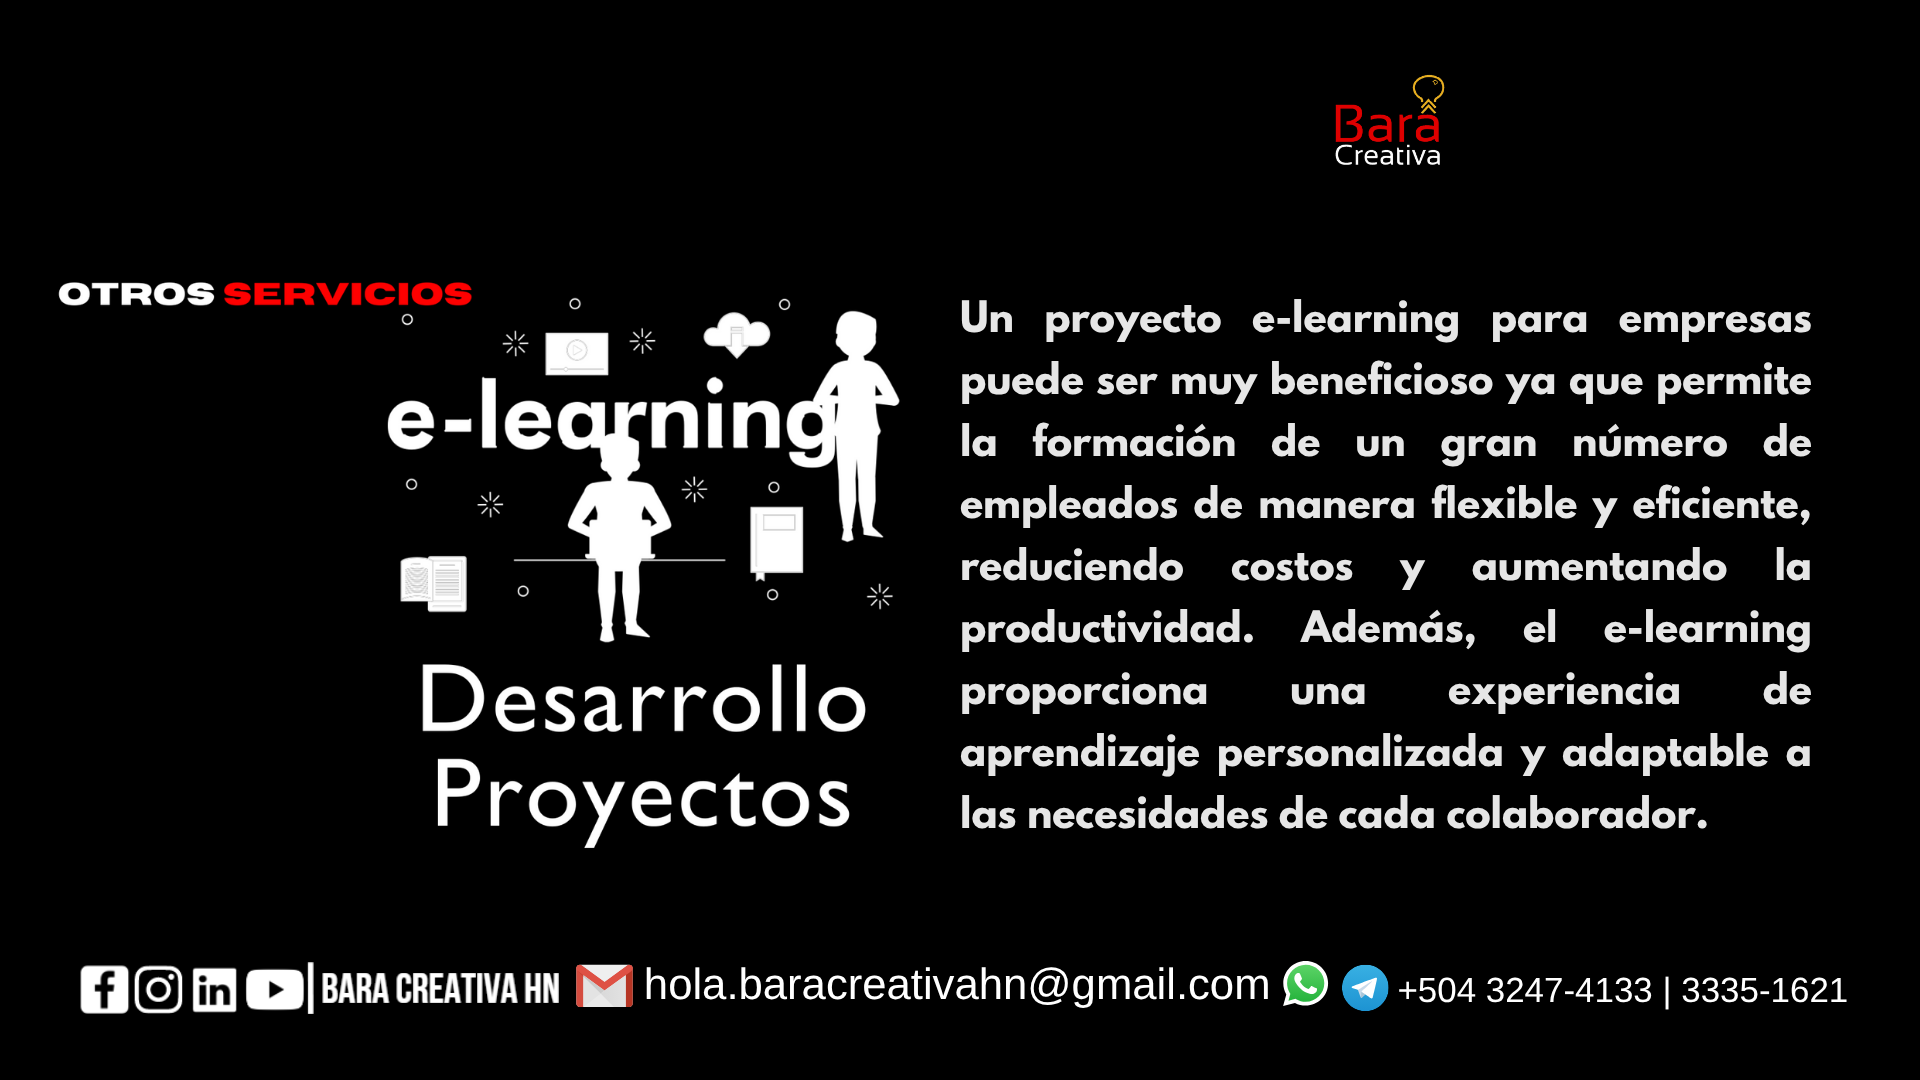 Bara
Creativa
OTROS SERVICIOS
e-learning
Desarrollo
Proyectos
Un proyecto e-learning para empresas
puede ser muy beneficioso ya que permite
la formación de un gran número de
empleados de manera flexible y eficiente,
reduciendo costos y aumentando la
productividad. Además, el e-learning
proporciona una experiencia de
aprendizaje personalizada y adaptable a
las necesidades de cada colaborador.
BARA CREATIVA HN hola.baracreativahn@gmail.com +504 3247-4133 | 3335-1621